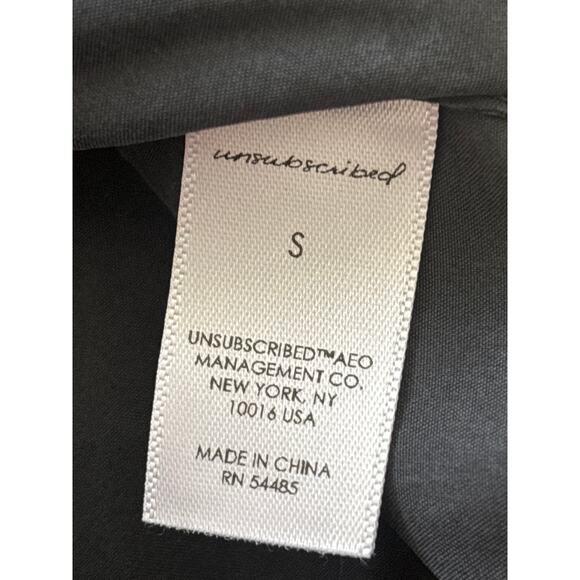 unsubscribed
S
UNSUBSCRIBED™AEO
MANAGEMENT CO.
NEW YORK, NY
10016 USA
MADE IN CHINA
RN 54485